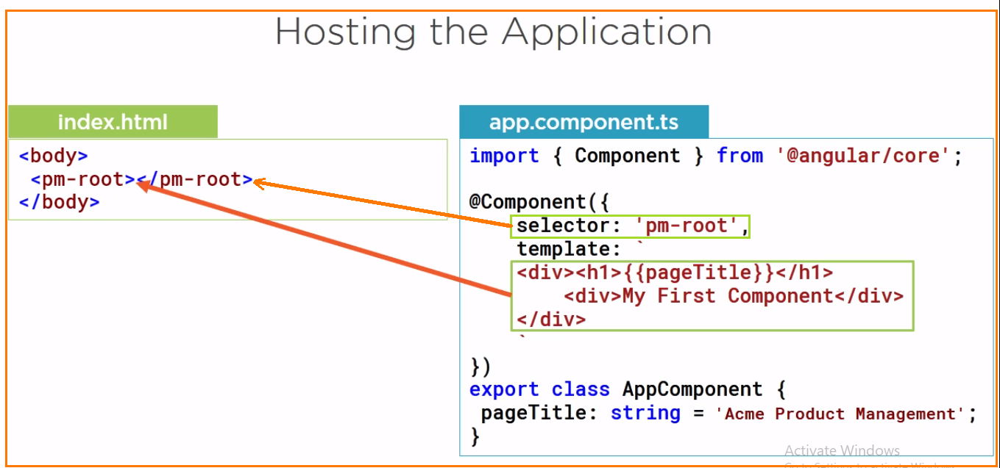 Hosting the Application
index.html
<body>
<pm-root></pm-root>
</body>
app.component.ts
import { Component } from '@angular/core';
@Component({
selector: 'pm-root',
template: `
<div><h1>{{pageTitle}}</h1>
<div>My First Component</div>
</div>
`
})
export class AppComponent {
pageTitle: string = 'Acme Product Management';
}
Activate Windows